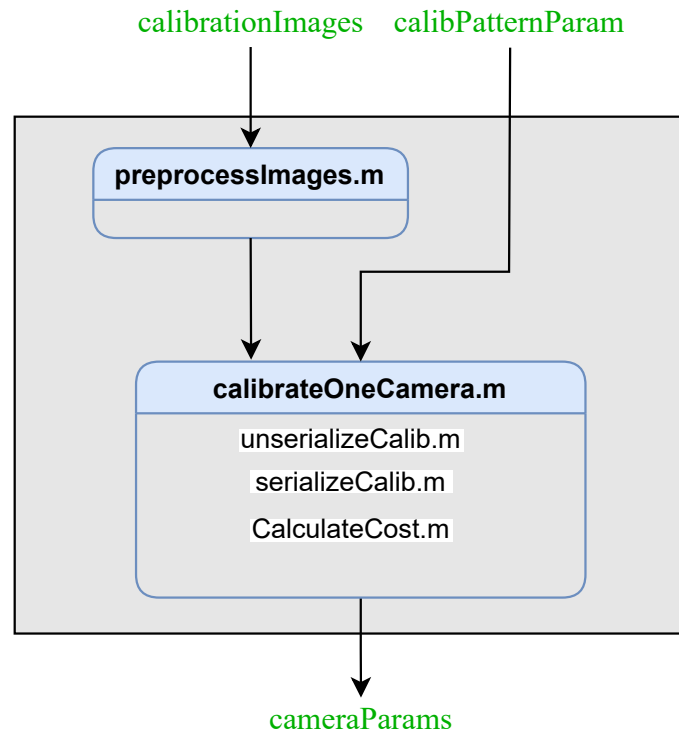 calibrationImages calibPatternParam
preprocessImages.m
calibrateOneCamera.m
unserializeCalib.m
serializeCalib.m
CalculateCost.m
cameraParams